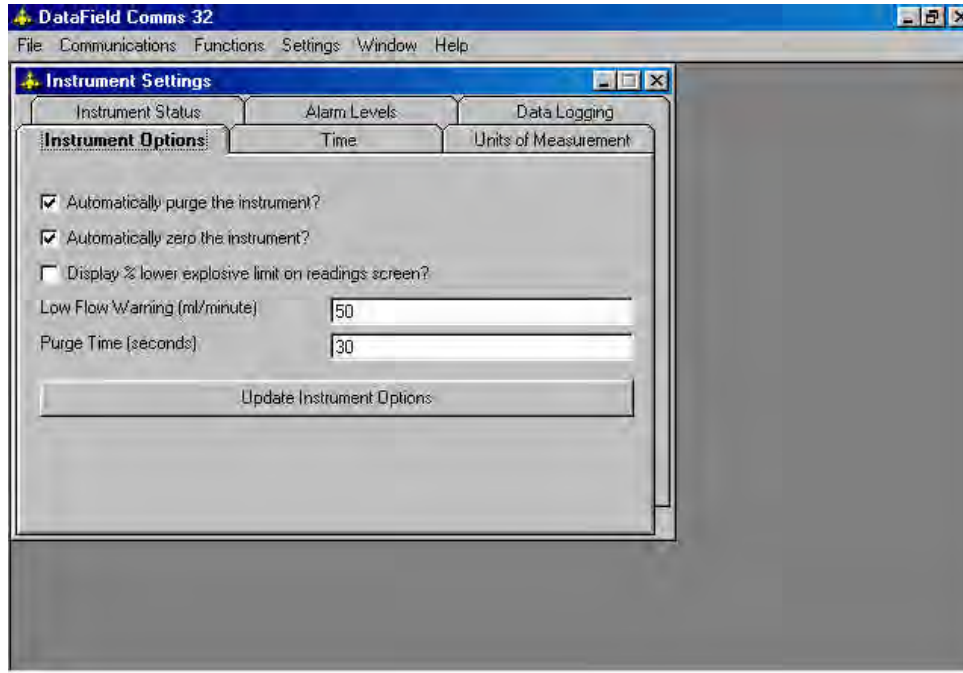 DataField Comms 32
File Communications Functions Settings Window Help
Instrument Settings
Instrument Status Alarm Levels Data Logging
Instrument Options Time Units of Measurement
Automatically purge the instrument?
Automatically zero the instrument?
Display % lower explosive limit on readings screen?
Low Flow Warning (ml/minute) 50
Purge Time (seconds) 30
Update Instrument Options